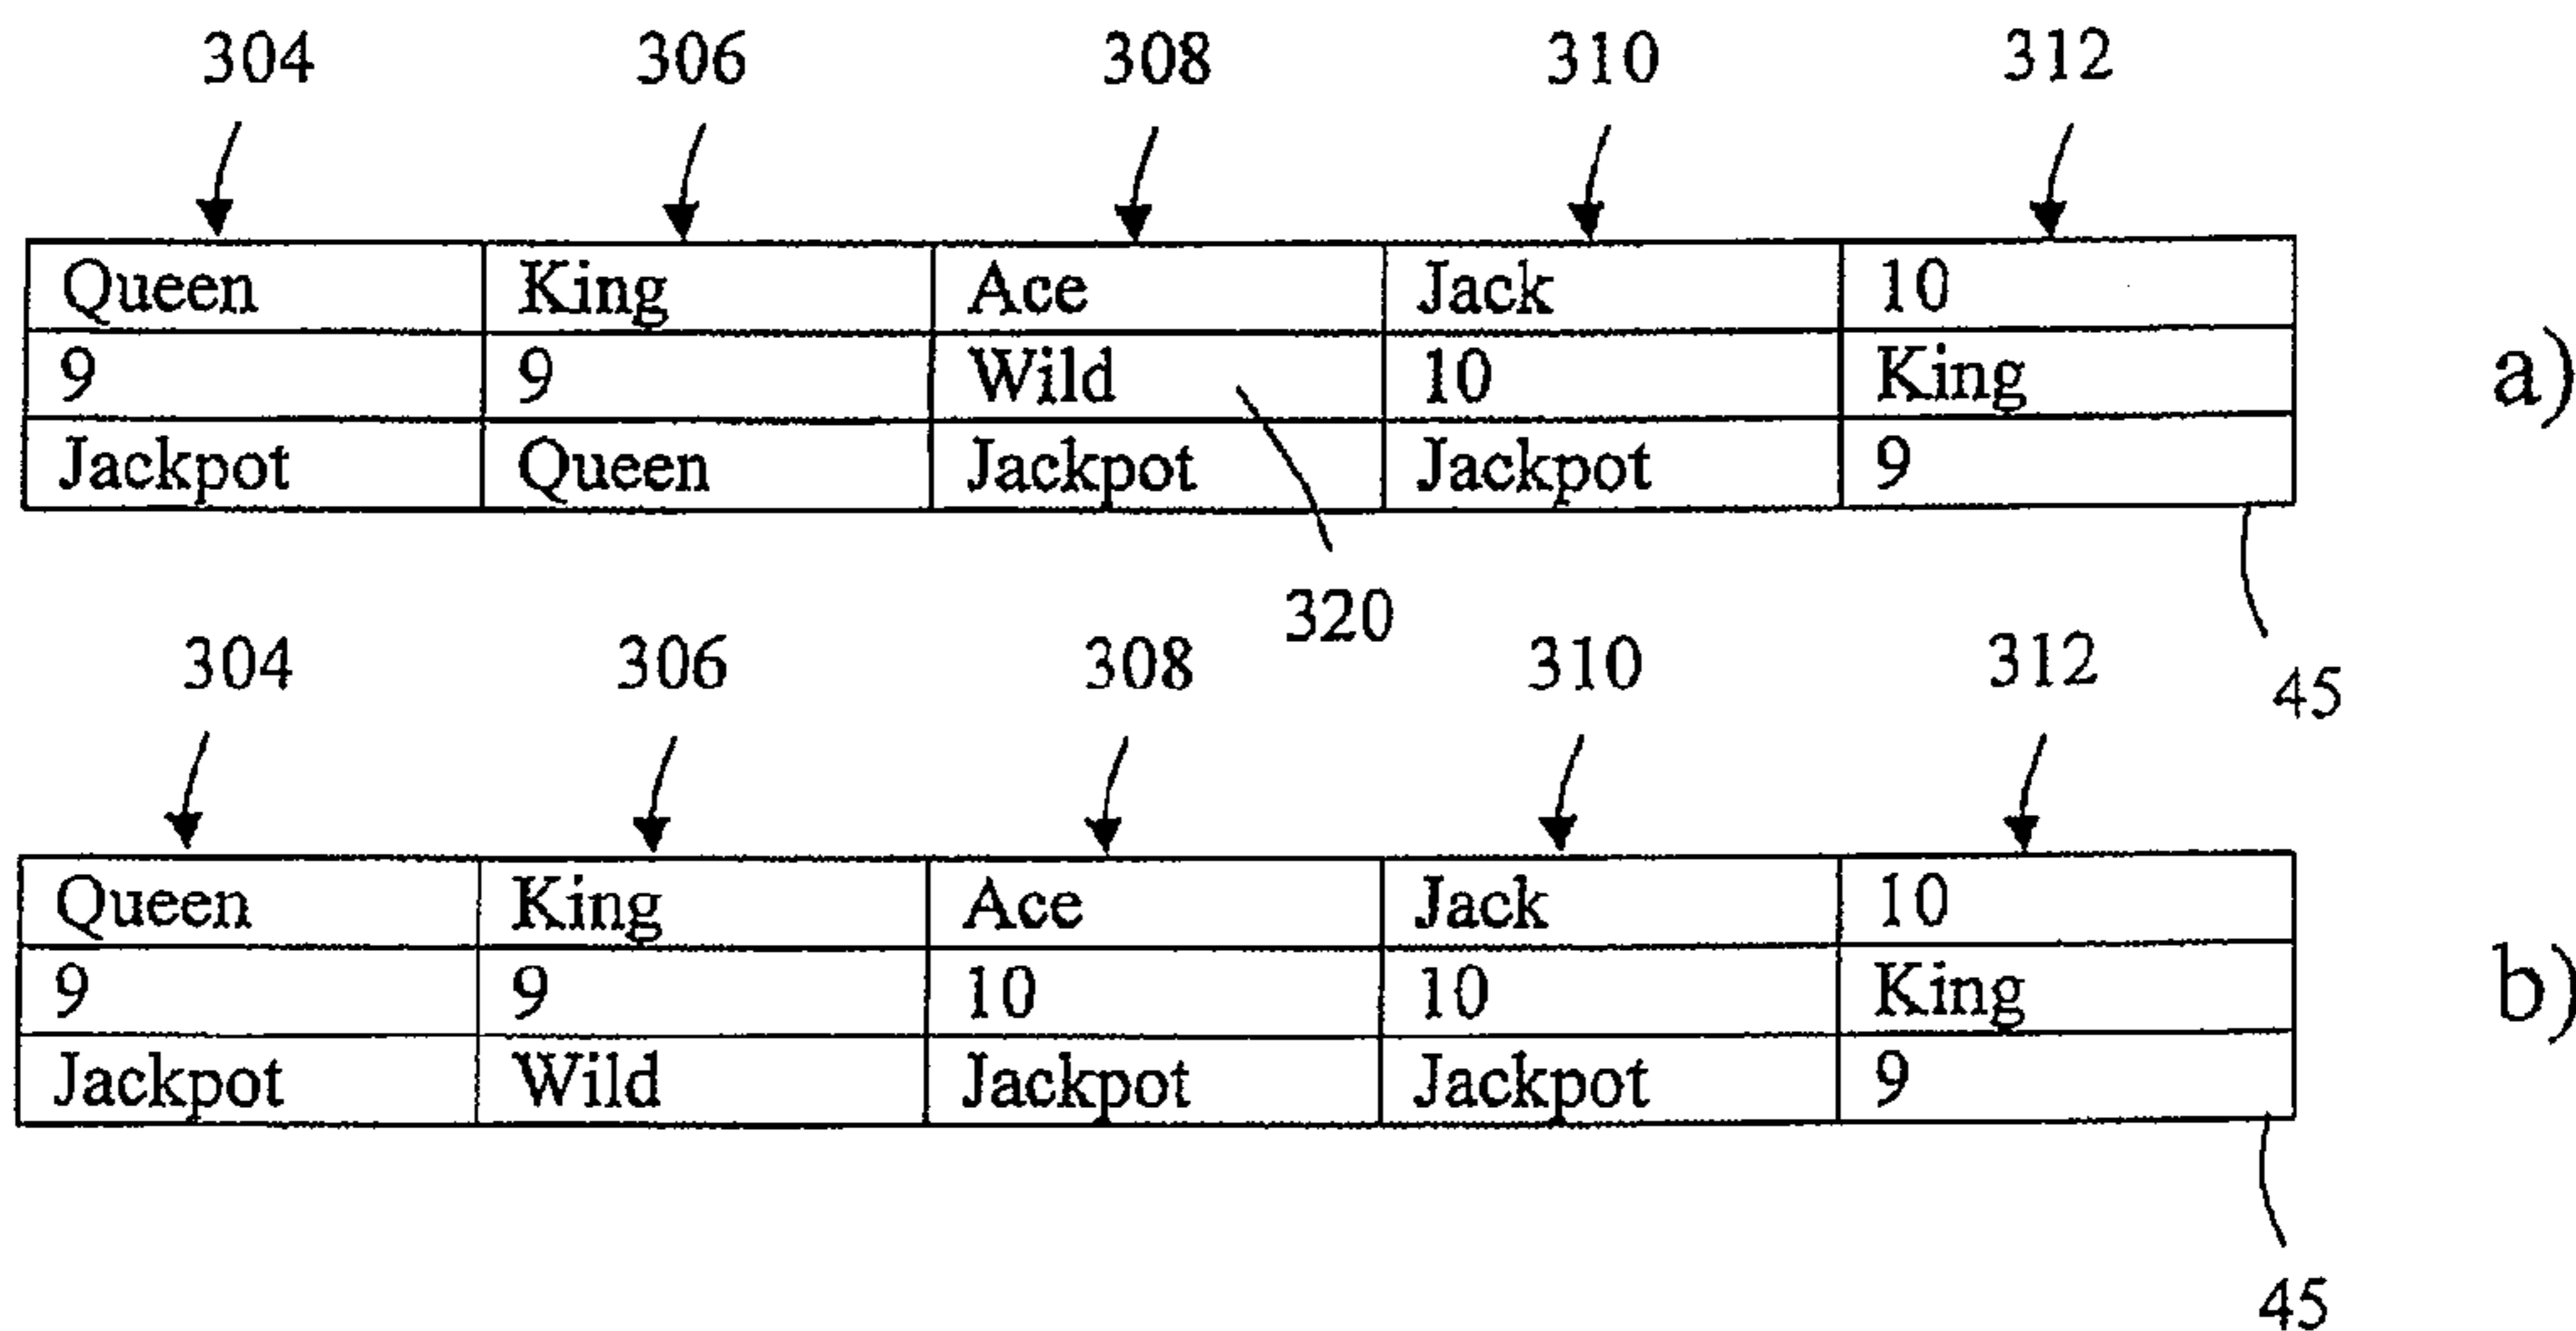 304 306 308 310 312
Queen King Ace Jack 10
9 9 Wild 10 King
a)
Jackpot Queen Jackpot Jackpot 9
320
304 306 308 310 312
45
Queen King Ace Jack 10
9 9 10 10 King
b)
Jackpot Wild Jackpot Jackpot 9
45